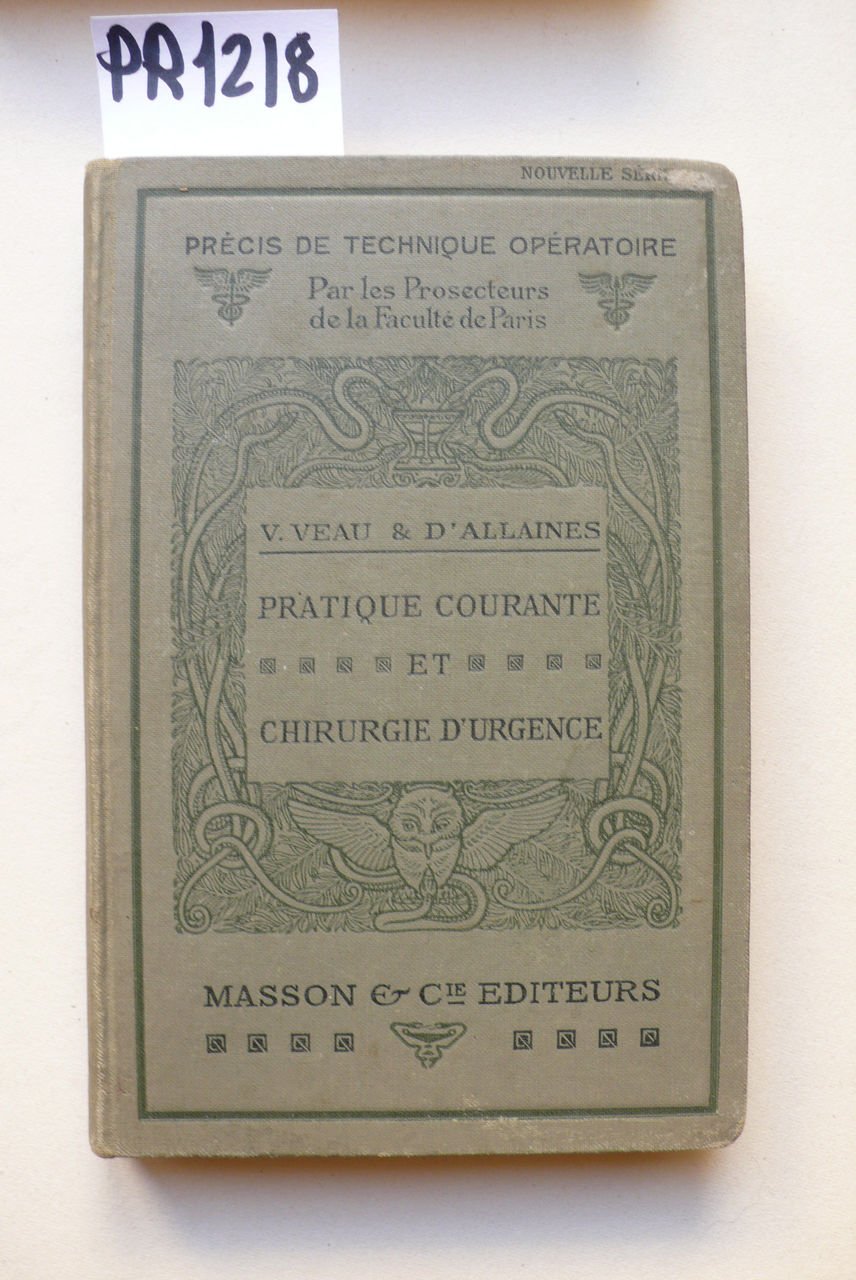 PR1218
NOUVELLE
PRÉCIS DE TECHNIQUE OPÉRATOIRE
Par les Prosecteurs
de la Faculté de Paris
V. VEAU & D'ALLAINES
PRATIQUE COURANTE
ET
CHIRURGIE D'URGENCE
MASSON & CIE EDITEURS